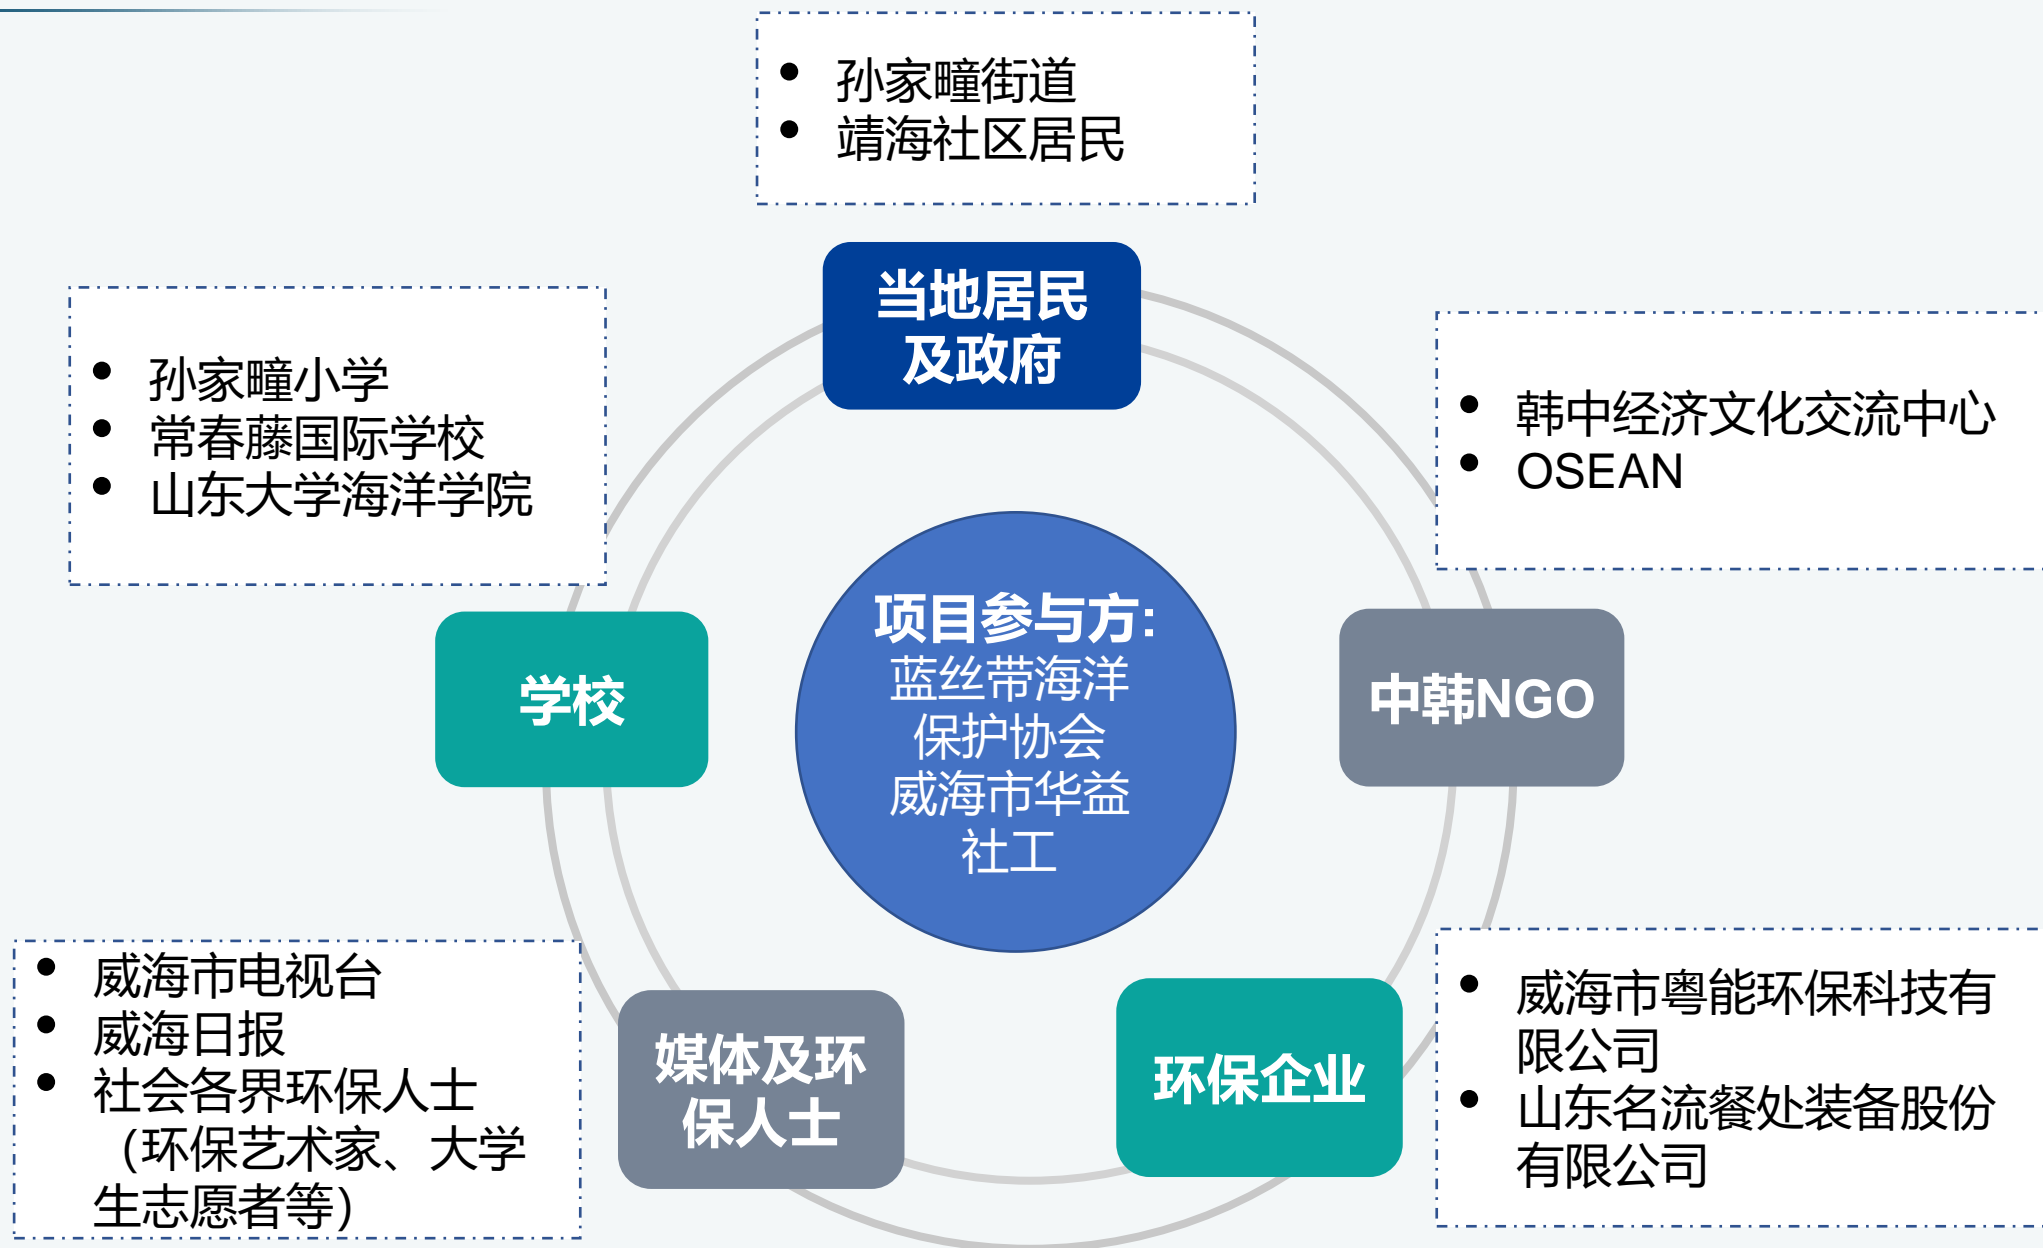 ● 孙家疃街道
● 靖海社区居民
当地居民
及政府
● 孙家疃小学
● 常春藤国际学校
● 山东大学海洋学院
● 韩中经济文化交流中心
● OSEAN
项目参与方:
蓝丝带海洋
保护协会
威海市华益
社工
学校
中韩NGO
● 威海市电视台
● 威海日报
● 社会各界环保人士
（环保艺术家、大学
生志愿者等）
媒体及环
保人士
环保企业
● 威海市粤能环保科技有
限公司
● 山东名流餐处装备股份
有限公司